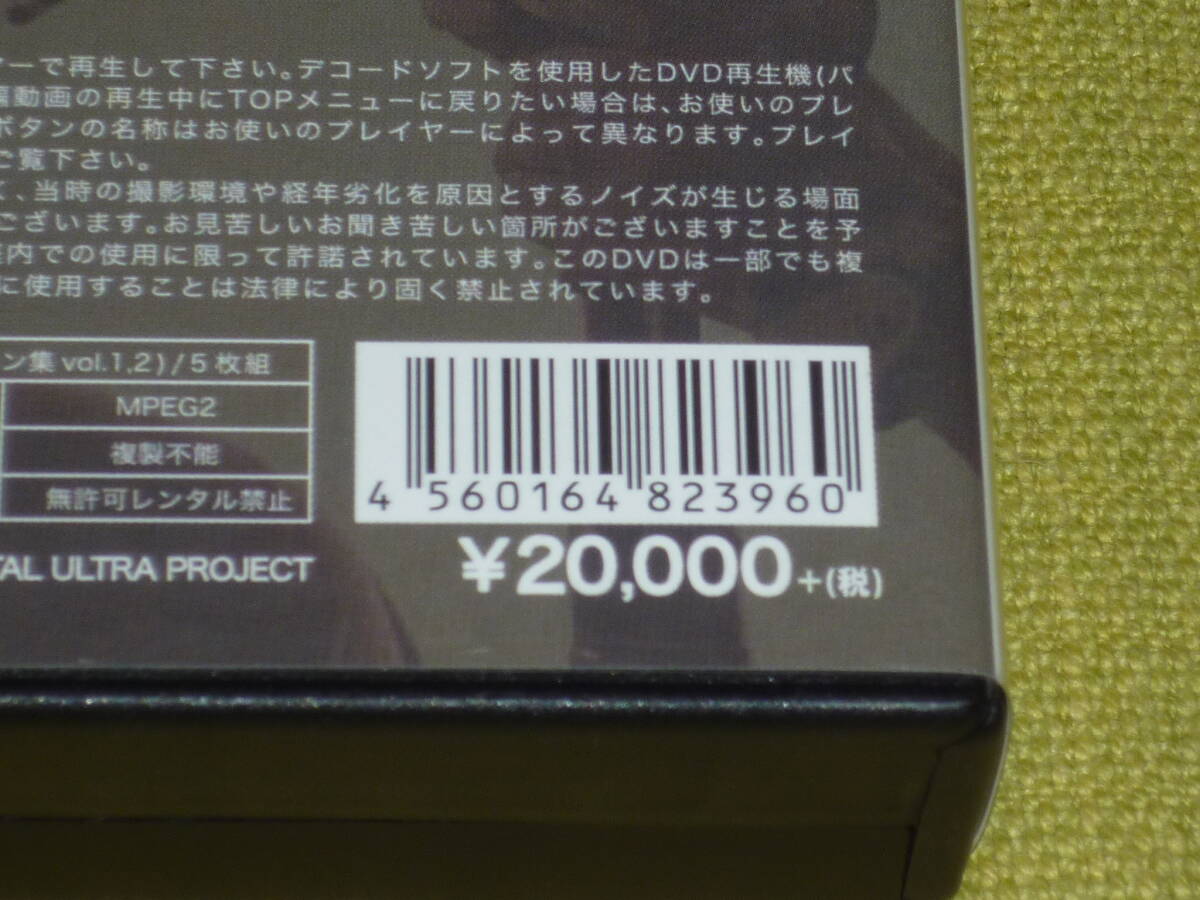 ーで再生して下さい。デコードソフトを使用したDVD再生機(パ
動画の再生中にTOPメニューに戻りたい場合は、お使いのプレ
ボタンの名称はお使いのプレイヤーによって異なります。プレイ
ご覧下さい。
、当時の撮影環境や経年劣化を原因とするノイズが生じる場面
ございます。お見苦しいお聞き苦しい箇所がございますことを予
内での使用に限って許諾されています。このDVDは一部でも複
に使用することは法律により固く禁止されています。
ン集vol.1,2)/5枚組
MPEG2
複製不能
無許可レンタル禁止
TAL ULTRA PROJECT
4 560164 823960
¥20,000+(税)